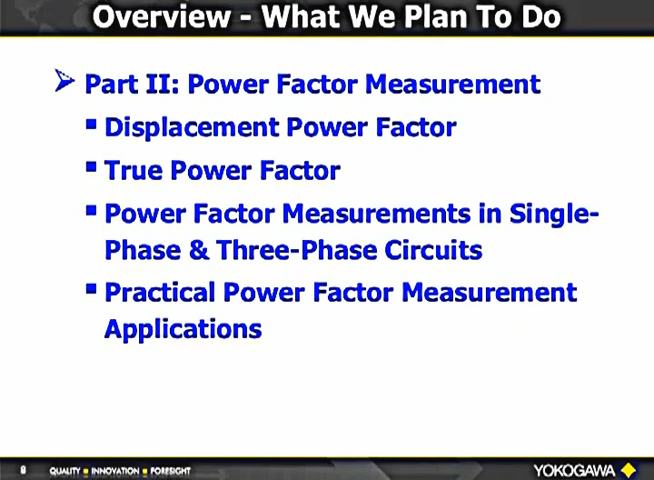 Overview - What We Plan To Do
Part II: Power Factor Measurement
Displacement Power Factor
True Power Factor
Power Factor Measurements in Single-
Phase & Three-Phase Circuits
Practical Power Factor Measurement
Applications
QUALITY INNOVATION FORESIGHT
YOKOGAWA